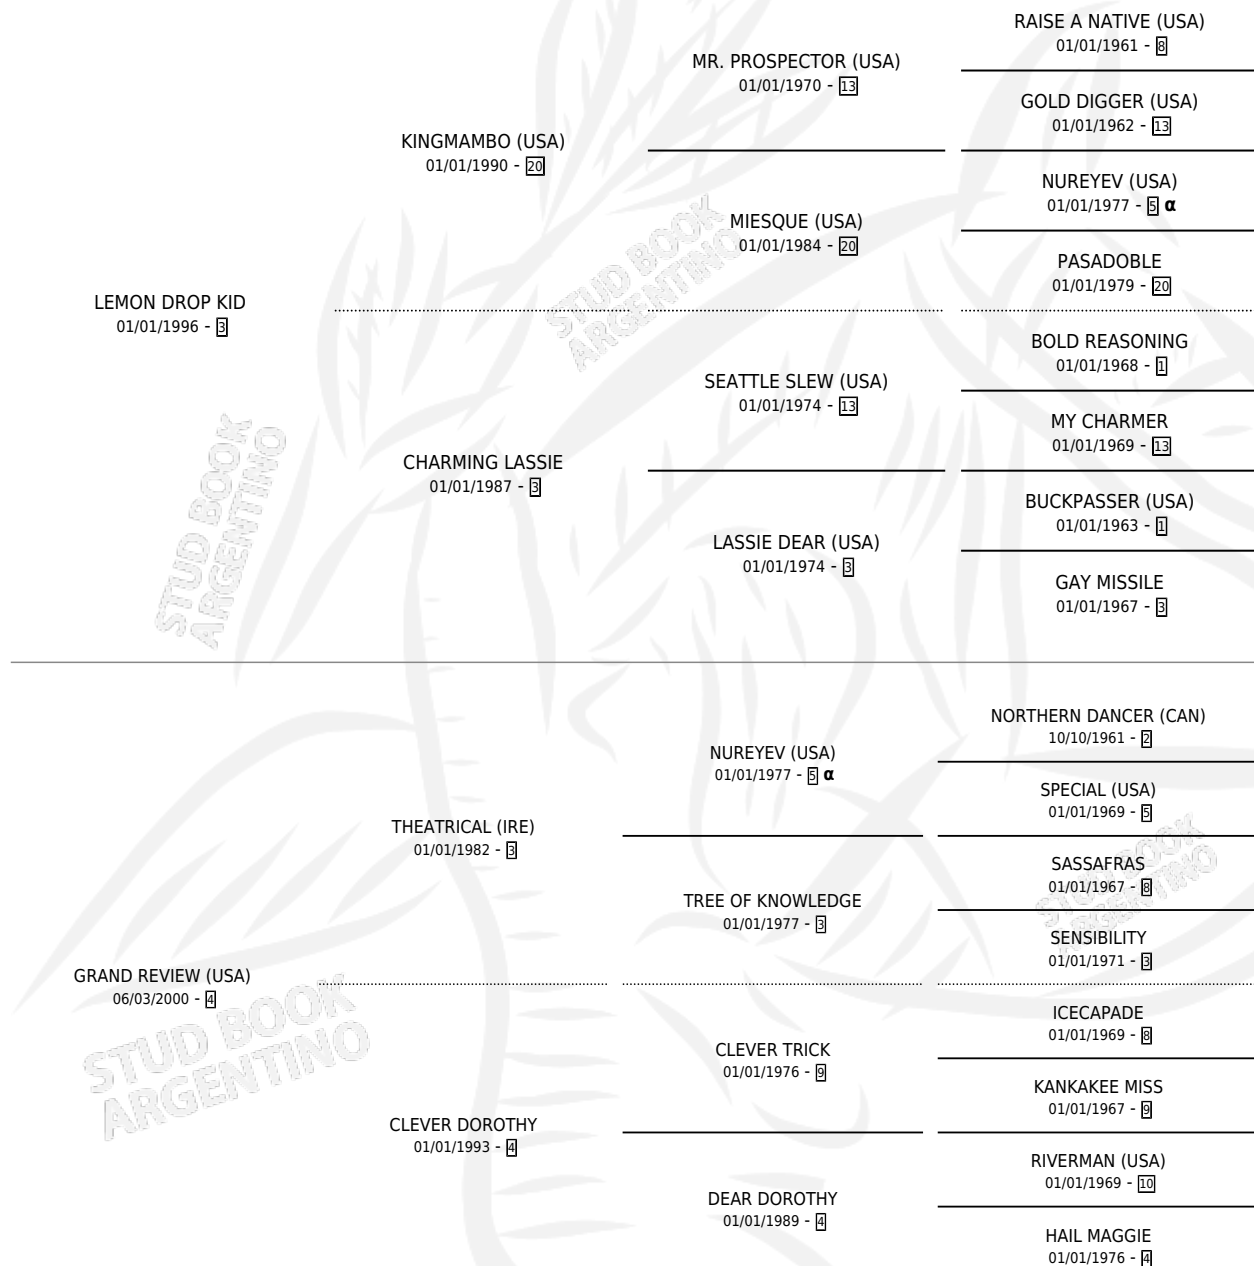 RAISE A NATIVE (USA)
01/01/1961 - 8
MR. PROSPECTOR (USA)
01/01/1970 - 13
GOLD DIGGER (USA)
01/01/1962 - 13
KINGMAMBO (USA)
01/01/1990 - 20
NUREYEV (USA)
01/01/1977 - 5 α
MIESQUE (USA)
01/01/1984 - 20
PASADOBLE
01/01/1979 - 20
LEMON DROP KID
01/01/1996 - 3
STUD BOOK
ARGENTINO
BOLD REASONING
01/01/1968 - 1
SEATTLE SLEW (USA)
01/01/1974 - 13
MY CHARMER
01/01/1969 - 13
CHARMING LASSIE
01/01/1987 - 3
BUCKPASSER (USA)
01/01/1963 - 1
LASSIE DEAR (USA)
01/01/1974 - 3
GAY MISSILE
01/01/1967 - 3
STUD BOOK
ARGENTINO
NORTHERN DANCER (CAN)
10/10/1961 - 2
NUREYEV (USA)
01/01/1977 - 5 α
SPECIAL (USA)
01/01/1969 - 5
THEATRICAL (IRE)
01/01/1982 - 3
SASSAFRAS
01/01/1967 - 8
TREE OF KNOWLEDGE
01/01/1977 - 3
SENSIBILITY
01/01/1971 - 3
STUD BOOK
ARGENTINO
GRAND REVIEW (USA)
06/03/2000 - 4
ICECAPADE
01/01/1969 - 8
CLEVER TRICK
01/01/1976 - 9
KANKAKEE MISS
01/01/1967 - 9
CLEVER DOROTHY
01/01/1993 - 4
RIVERMAN (USA)
01/01/1969 - 10
DEAR DOROTHY
01/01/1989 - 4
HAIL MAGGIE
01/01/1976 - 4
STUD BOOK
ARGENTINO